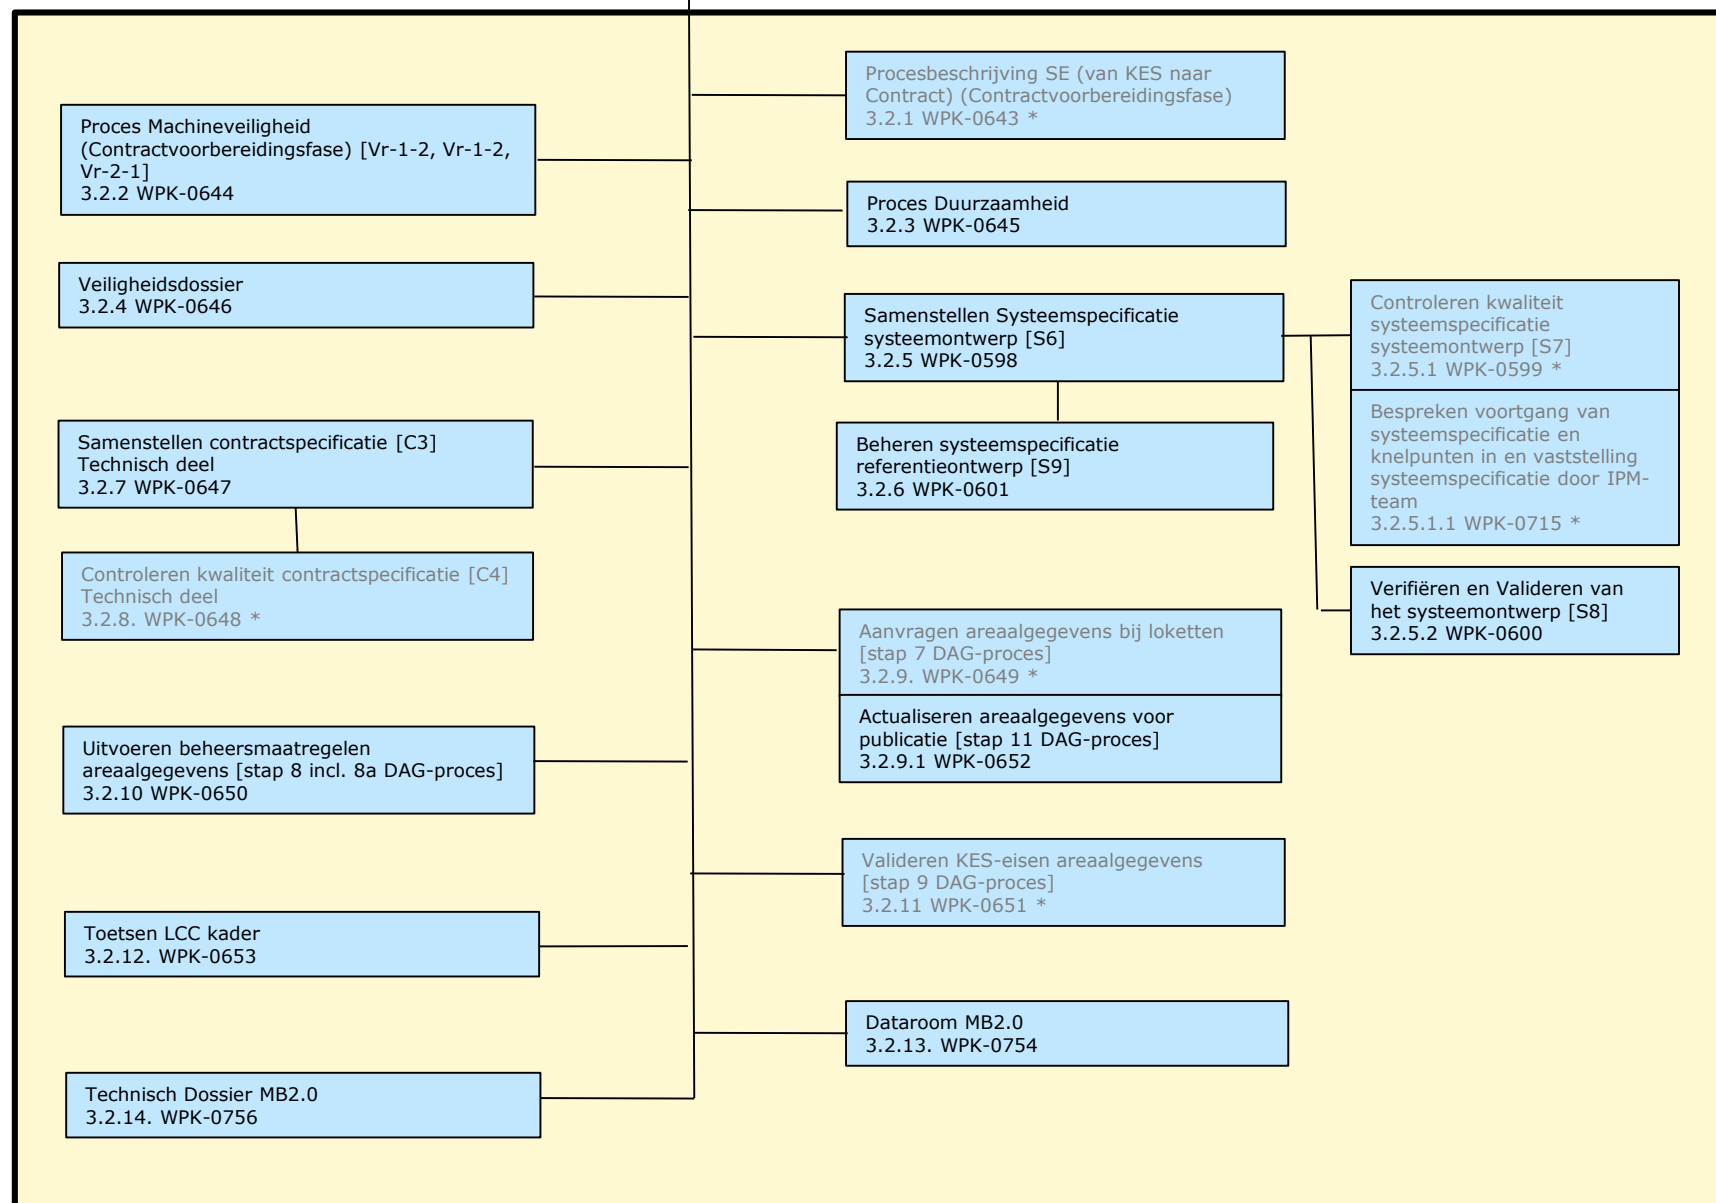 Procesbeschrijving SE (van KES naar
Contract) (Contractvoorbereidingsfase)
3.2.1 WPK-0643 *
Proces Machineveiligheid
(Contractvoorbereidingsfase) [Vr-1-2, Vr-1-2,
Vr-2-1]
3.2.2 WPK-0644
Proces Duurzaamheid
3.2.3 WPK-0645
Veiligheidsdossier
3.2.4 WPK-0646
Samenstellen Systeemspecificatie
systeemontwerp [S6]
3.2.5 WPK-0598
Controleren kwaliteit
systeemspecificatie
systeemontwerp [S7]
3.2.5.1 WPK-0599 *
Bespreken voortgang van
systeemspecificatie en
knelpunten in en vaststelling
systeemspecificatie door IPM-
team
3.2.5.1.1 WPK-0715 *
Verifiëren en Valideren van
het systeemontwerp [S8]
3.2.5.2 WPK-0600
Beheren systeemspecificatie
referentieontwerp [S9]
3.2.6 WPK-0601
Samenstellen contractspecificatie [C3]
Technisch deel
3.2.7 WPK-0647
Controleren kwaliteit contractspecificatie [C4]
Technisch deel
3.2.8. WPK-0648 *
Aanvragen areaalgegevens bij loketten
[stap 7 DAG-proces]
3.2.9. WPK-0649 *
Actualiseren areaalgegevens voor
publicatie [stap 11 DAG-proces]
3.2.9.1 WPK-0652
Uitvoeren beheersmaatregelen
areaalgegevens [stap 8 incl. 8a DAG-proces]
3.2.10 WPK-0650
Valideren KES-eisen areaalgegevens
[stap 9 DAG-proces]
3.2.11 WPK-0651 *
Toetsen LCC kader
3.2.12. WPK-0653
Dataroom MB2.0
3.2.13. WPK-0754
Technisch Dossier MB2.0
3.2.14. WPK-0756